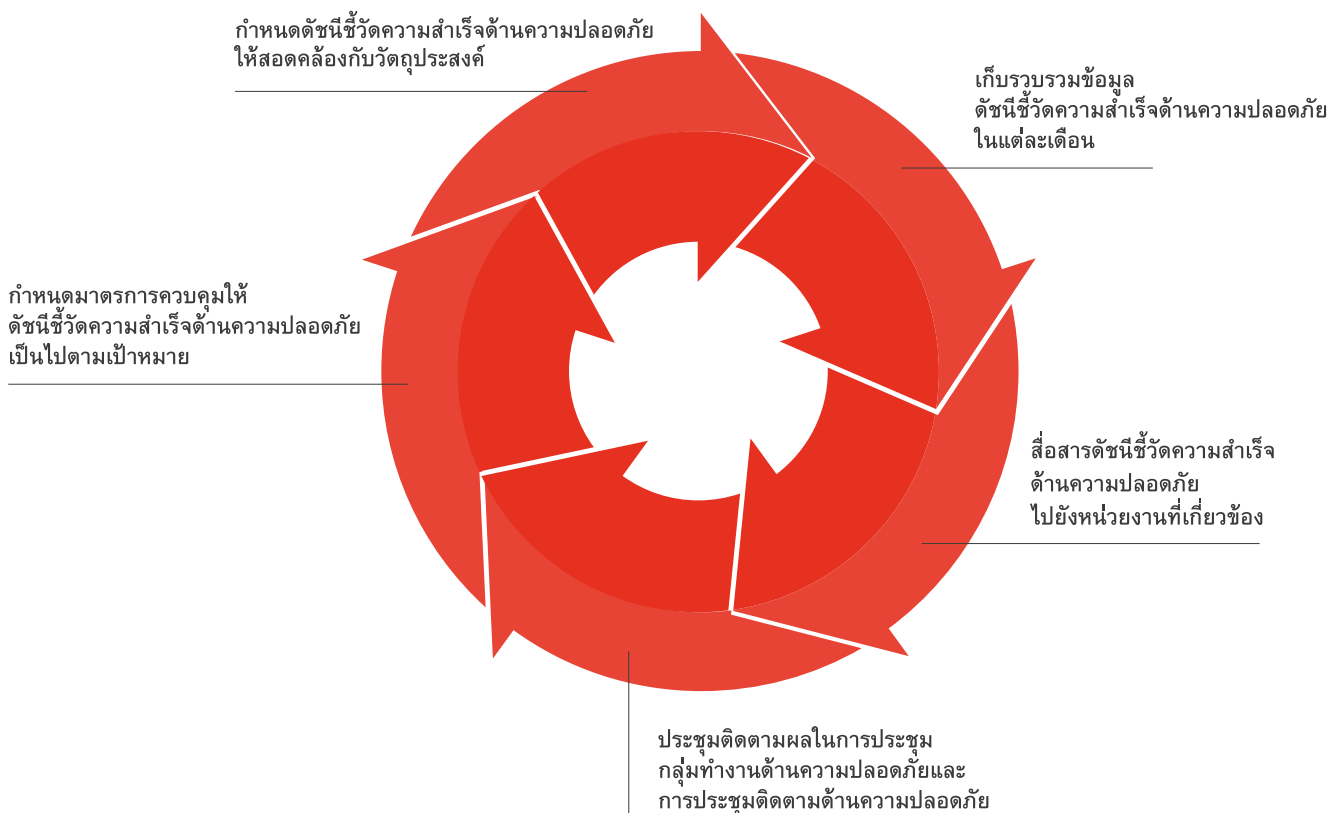 กำหนดดัชนีชี้วัดความสำเร็จด้านความปลอดภัย
ให้สอดคล้องกับวัตถุประสงค์
เก็บรวบรวมข้อมูล
ดัชนีชี้วัดความสำเร็จด้านความปลอดภัย
ในแต่ละเดือน
สื่อสารดัชนีชี้วัดความสำเร็จ
ด้านความปลอดภัย
ไปยังหน่วยงานที่เกี่ยวข้อง
ประชุมติดตามผลในการประชุม
กลุ่มทำงานด้านความปลอดภัยและ
การประชุมติดตามด้านความปลอดภัย
กำหนดมาตรการควบคุมให้
ดัชนีชี้วัดความสำเร็จด้านความปลอดภัย
เป็นไปตามเป้าหมาย